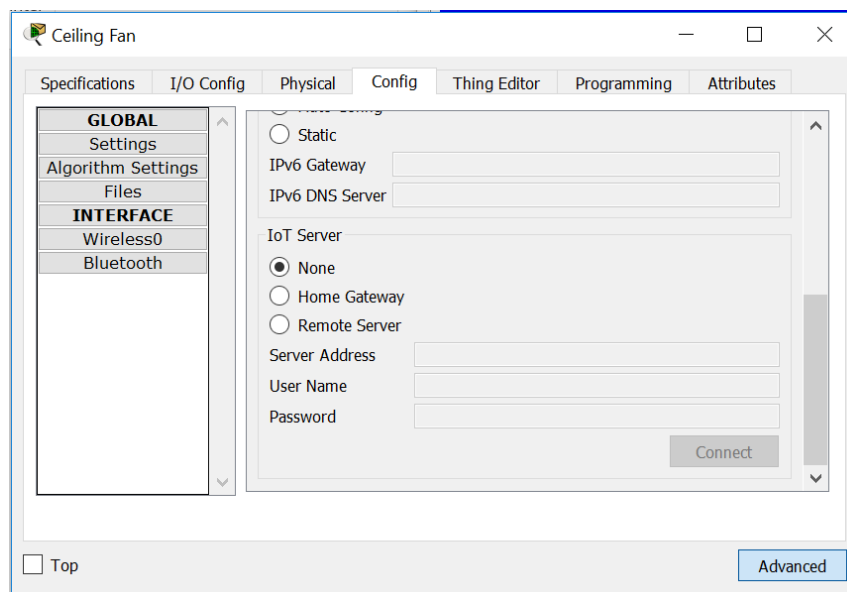 Ceiling Fan
Specifications I/O Config Physical Config Thing Editor Programming Attributes
GLOBAL
Settings
Algorithm Settings
Files
INTERFACE
Wireless0
Bluetooth
Static
IPv6 Gateway
IPv6 DNS Server
IoT Server
None
Home Gateway
Remote Server
Server Address
User Name
Password
Connect
Top
Advanced